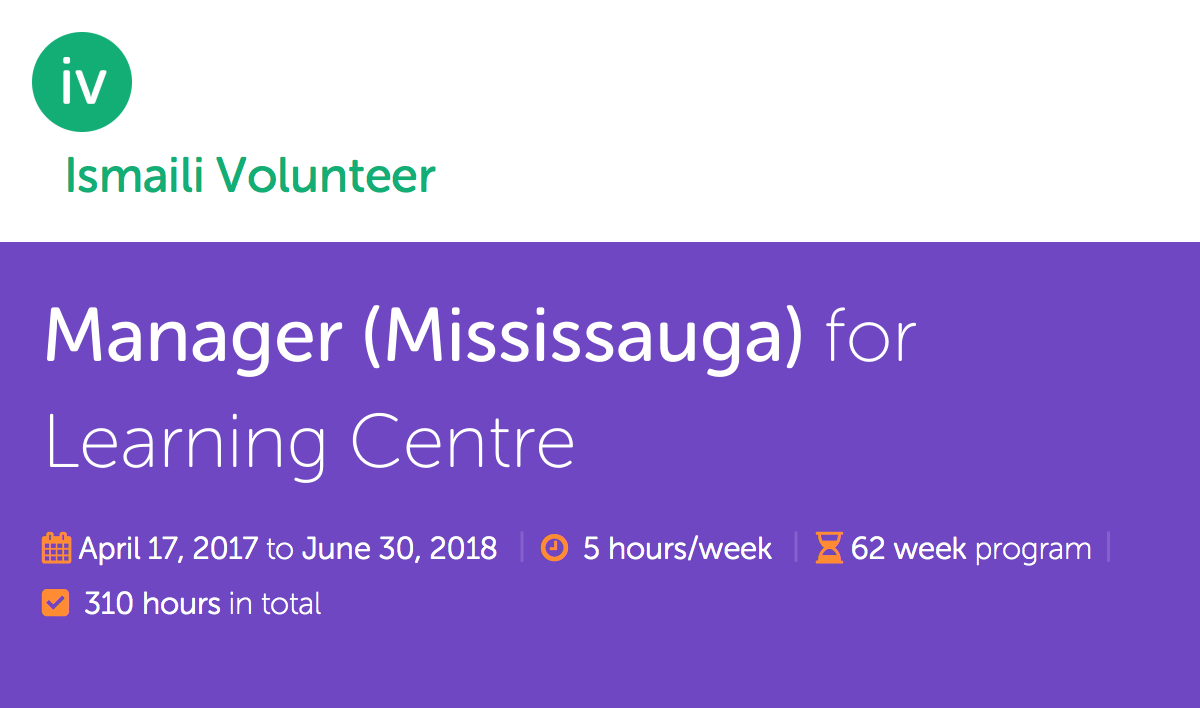 iv
Ismaili Volunteer
Manager (Mississauga) for
Learning Centre
April 17, 2017 to June 30, 2018 | 5 hours/week | 62 week program |
310 hours in total